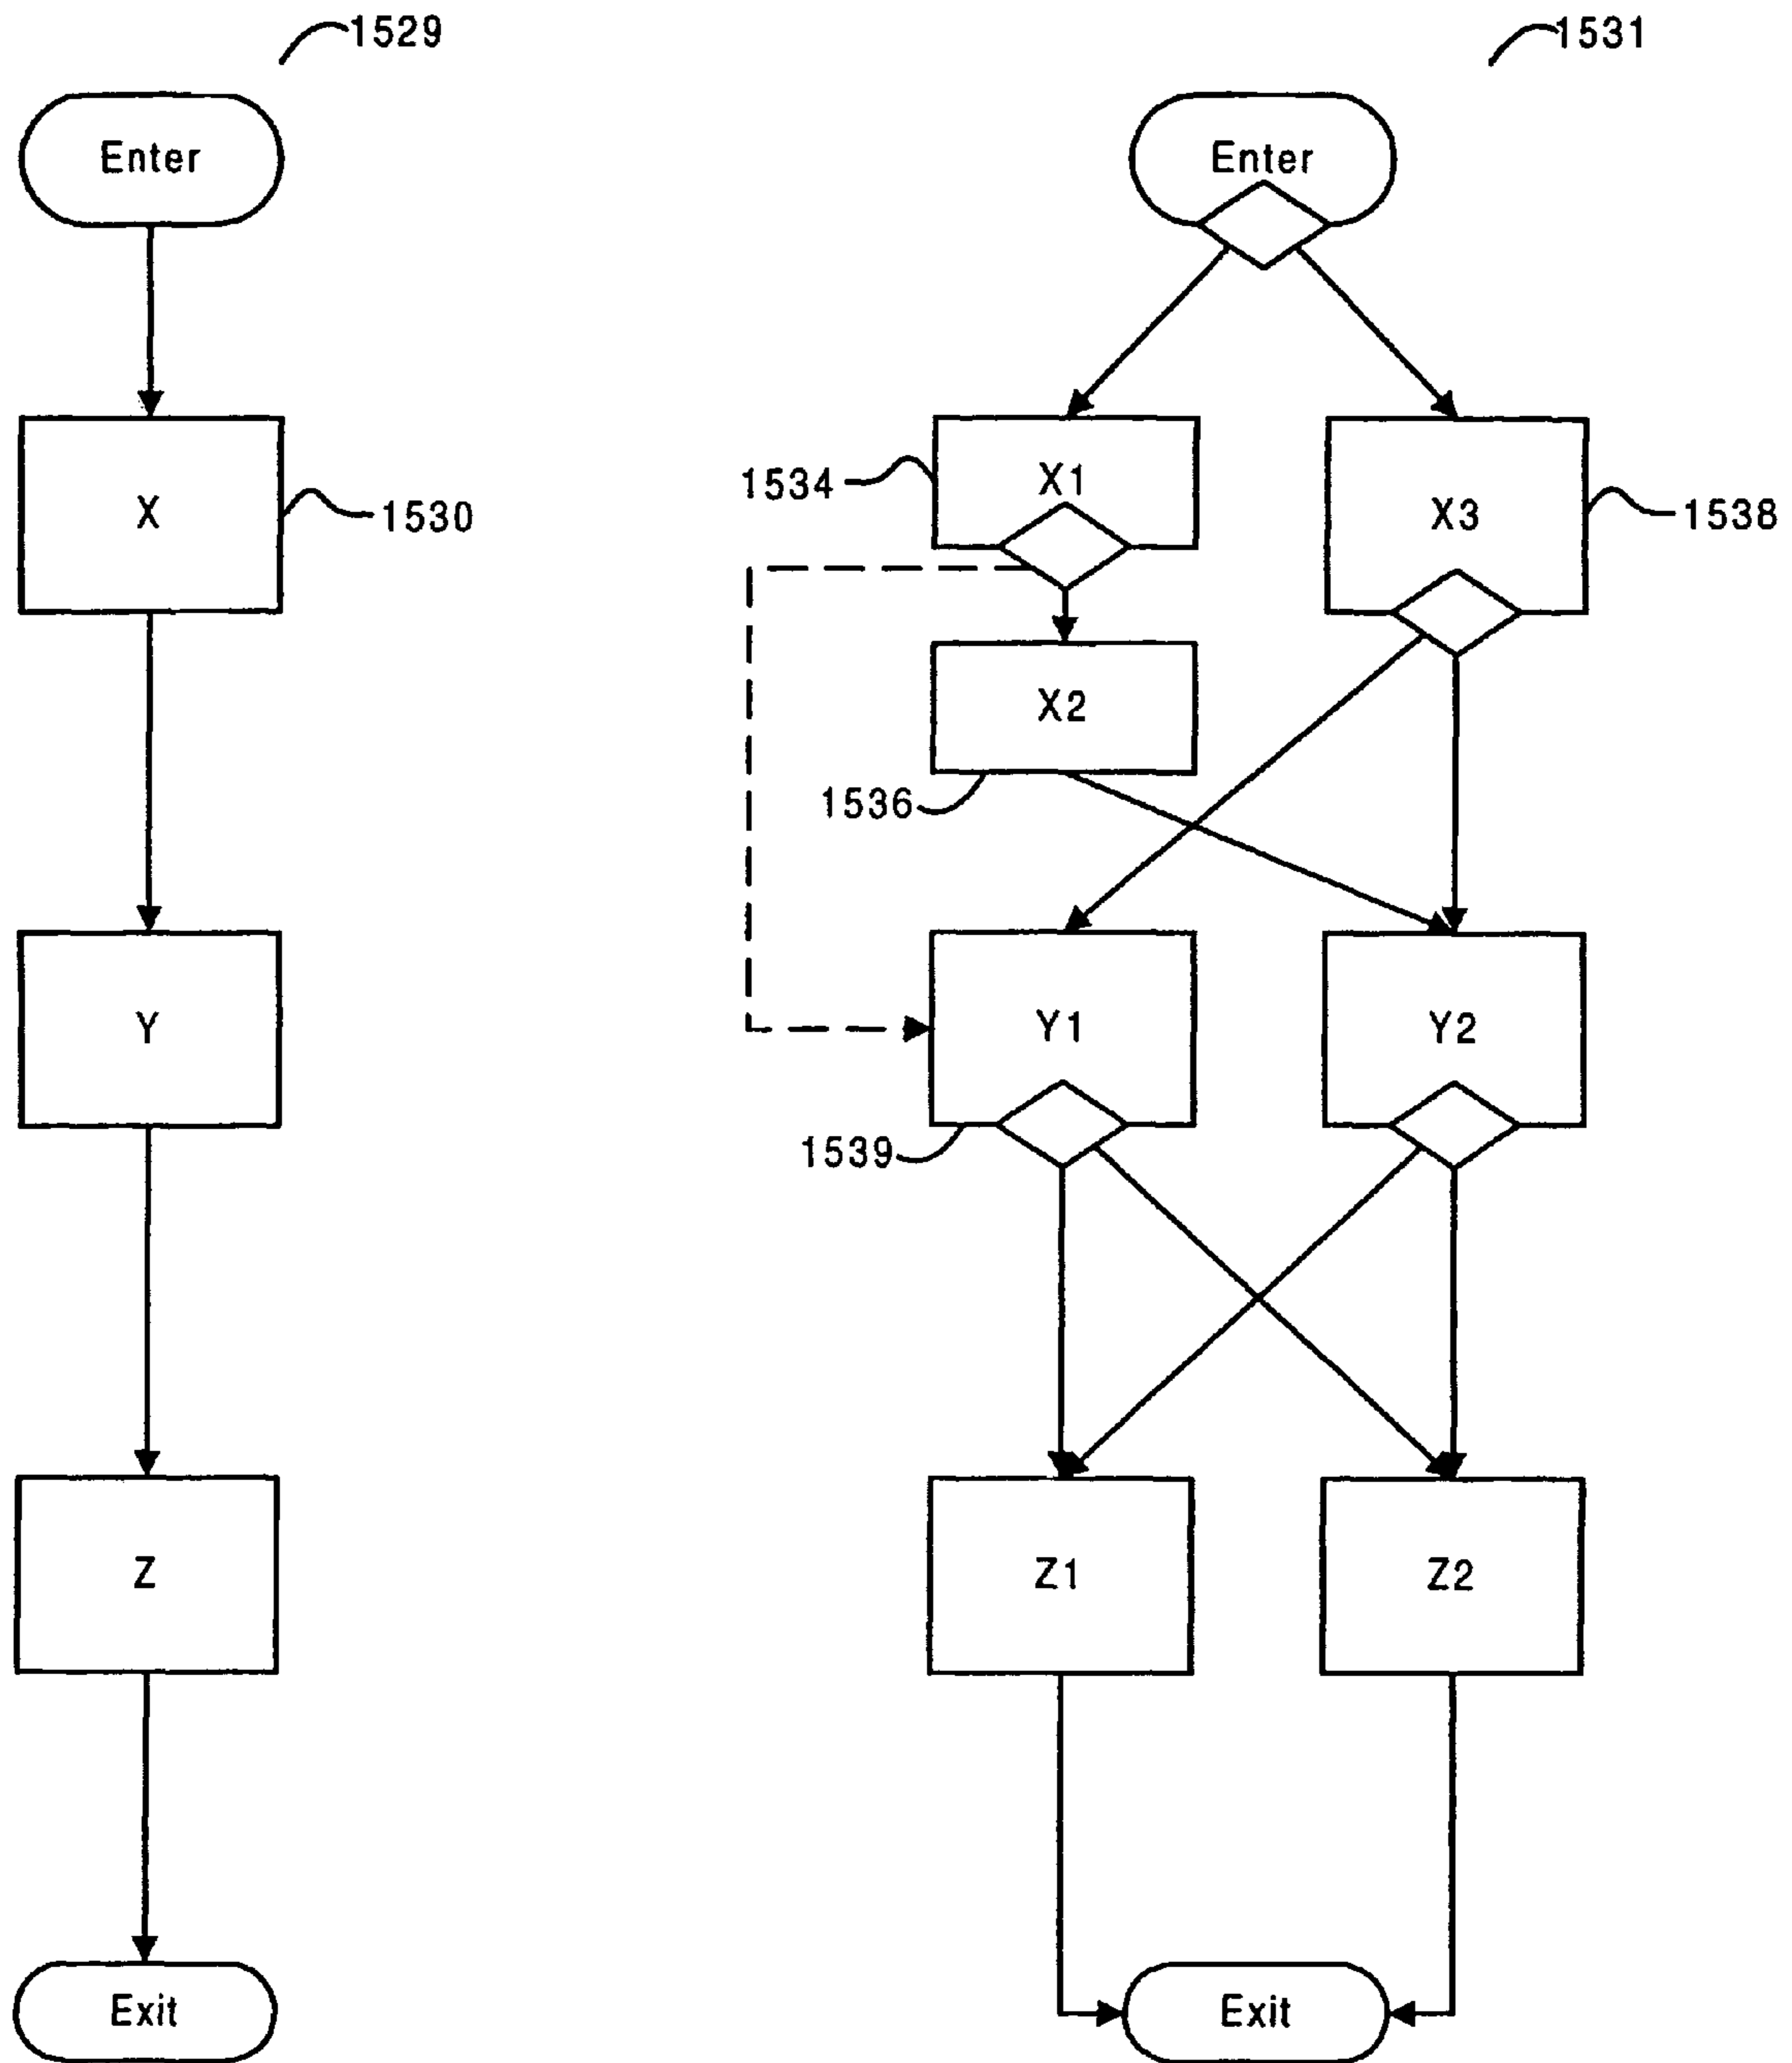 1529
Enter
X
1530
Y
Z
Exit
1531
Enter
X1
1534
X3
1538
X2
1536
Y1
1539
Y2
Z1
Z2
Exit